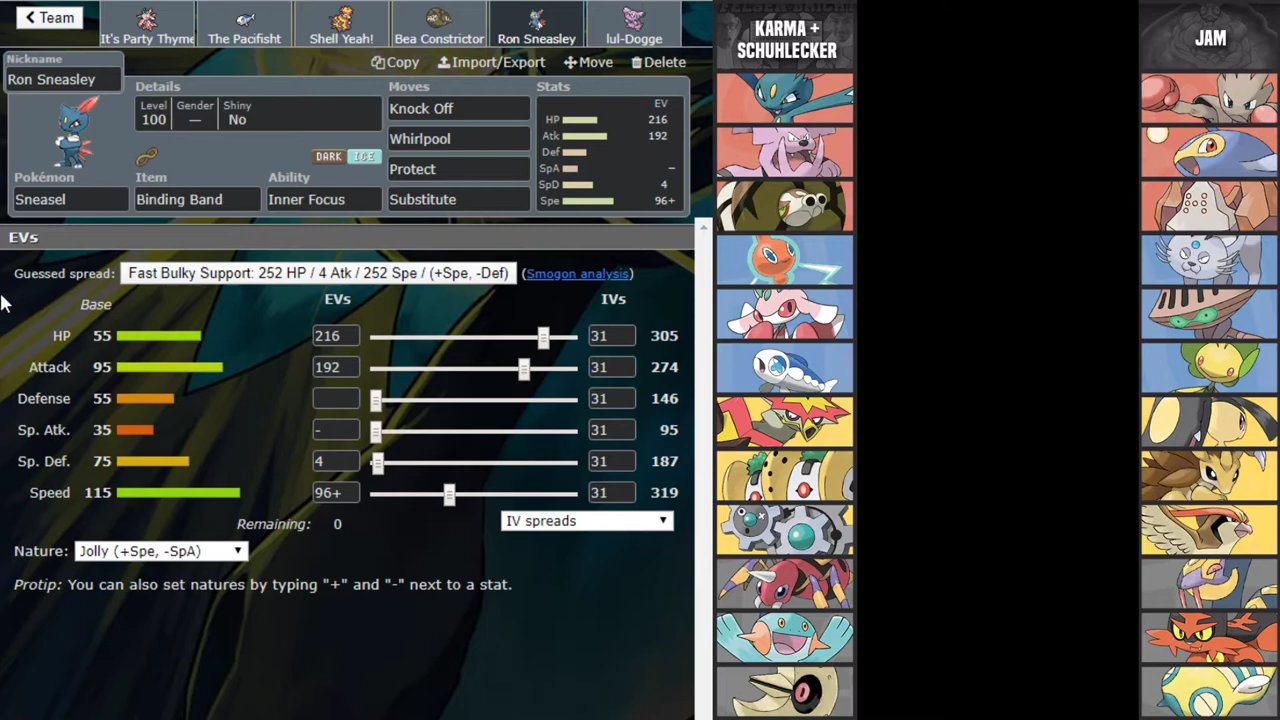 Team
It's Party Thyme
The Pacifisht
Shell Yeah!
Bea Constrictor
Ron Sneasley
lul-Dogge
Copy
Import/Export
Move
Delete
Nickname
Ron Sneasley
Details
Level Gender Shiny
100 — No
DARK ICE
Pokémon Item Ability
Sneasel Binding Band Inner Focus
Moves
Knock Off
Whirlpool
Protect
Substitute
Stats
EV
HP 216
Atk 192
Def
SpA –
SpD 4
Spe 96+
EVs
Guessed spread: Fast Bulky Support: 252 HP / 4 Atk / 252 Spe / (+Spe, -Def) (Smogon analysis)
Base EVs IVs
HP 55 216 31 305
Attack 95 192 31 274
Defense 55 31 146
Sp. Atk. 35 - 31 95
Sp. Def. 75 4 31 187
Speed 115 96+ 31 319
Remaining: 0
IV spreads
Nature: Jolly (+Spe, -SpA)
Protip: You can also set natures by typing "+" and "-" next to a stat.
KARMA +
SCHUHLECKER
JAM